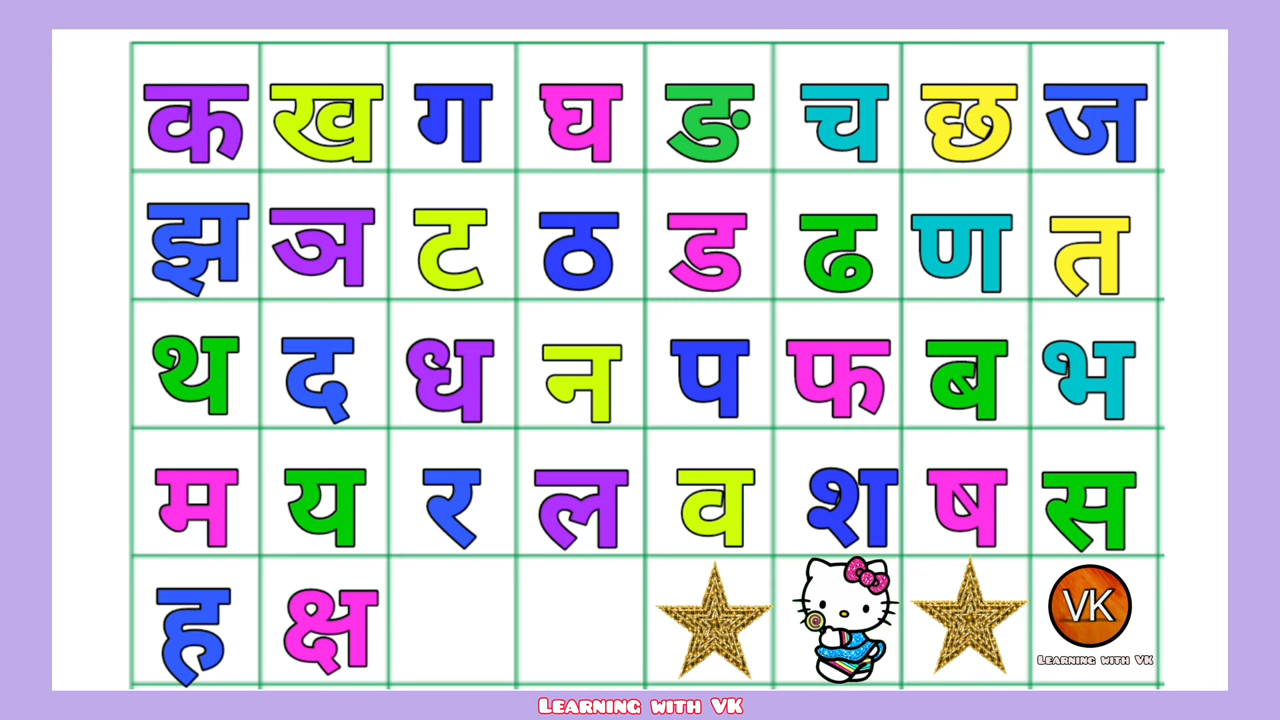 क ख ग घ ङ च छ ज
झ ञ ट ठ ड ढ ण त
थ द ध न प फ ब भ
म य र ल व श ष स
ह क्ष
VK
Learning with VK
Learning with VK